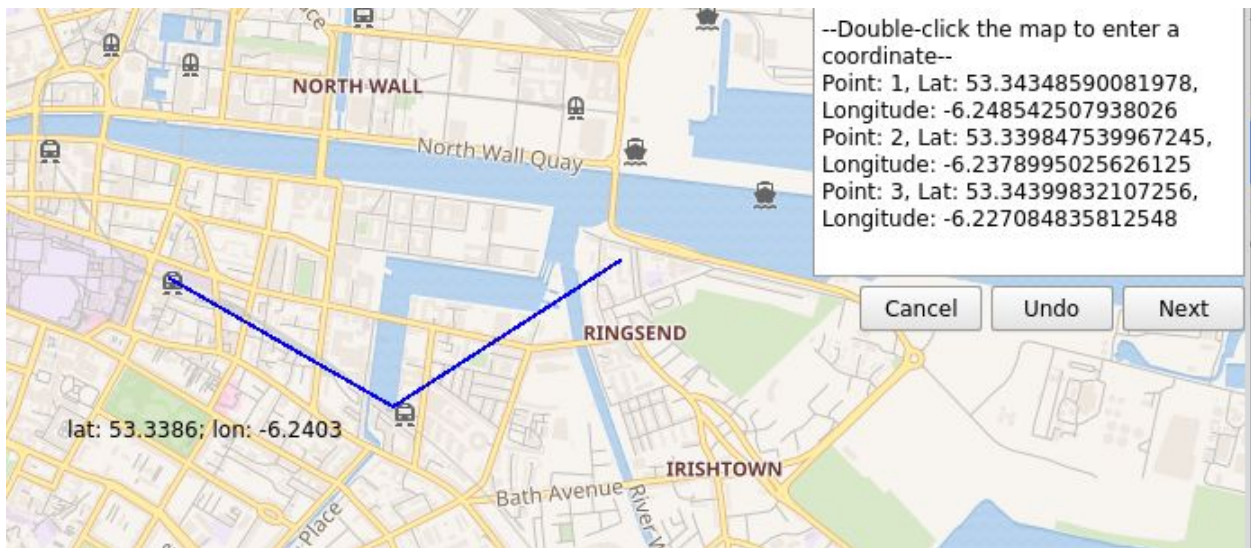 Place
--Double-click the map to enter a
coordinate--
Point: 1, Lat: 53.34348590081978,
Longitude: -6.248542507938026
Point: 2, Lat: 53.339847539967245,
Longitude: -6.2378995025626125
Point: 3, Lat: 53.34399832107256,
Longitude: -6.227084835812548
NORTH WALL
North Wall Quay
Cancel
Undo
Next
RINGSEND
lat: 53.3386; lon: -6.2403
IRISHTOWN
Bath Avenue
River
Place